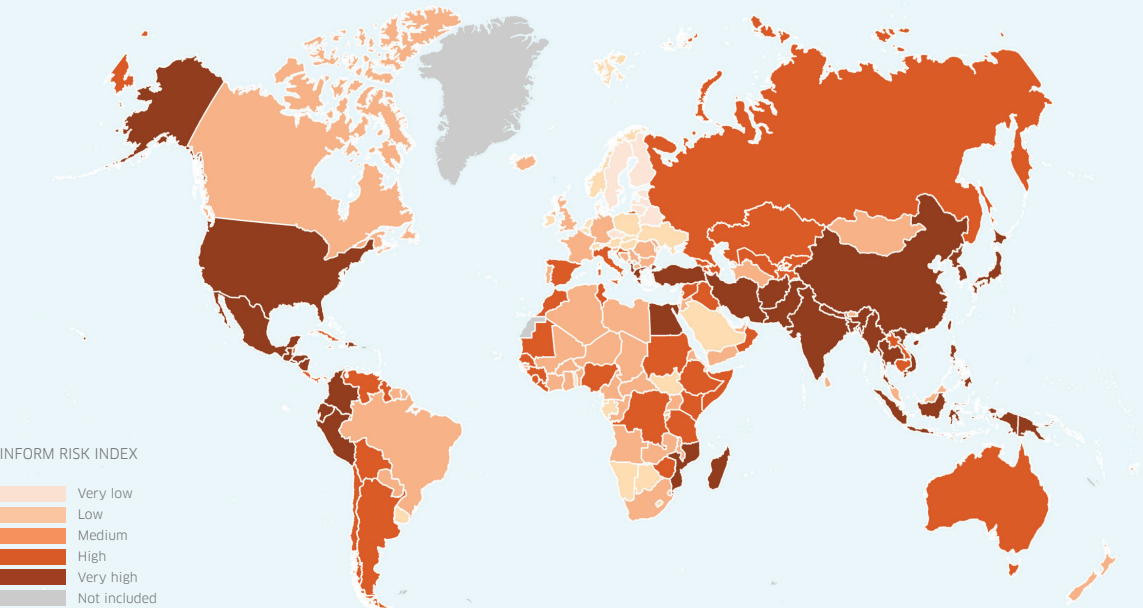 INFORM RISK INDEX
Very low
Low
Medium
High
Very high
Not included